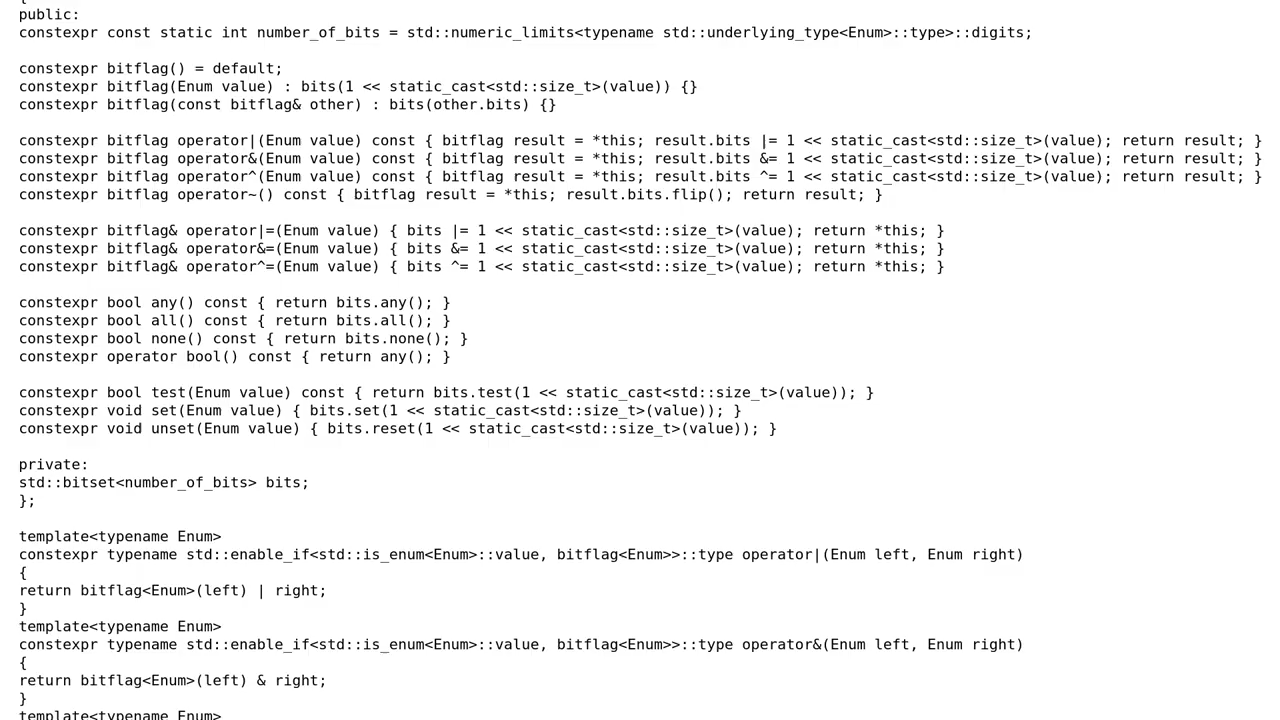 {
public:
constexpr const static int number_of_bits = std::numeric_limits<typename std::underlying_type<Enum>::type>::digits;
constexpr bitflag() = default;
constexpr bitflag(Enum value) : bits(1 << static_cast<std::size_t>(value)) {}
constexpr bitflag(const bitflag& other) : bits(other.bits) {}
constexpr bitflag operator|(Enum value) const { bitflag result = *this; result.bits |= 1 << static_cast<std::size_t>(value); return result; }
constexpr bitflag operator&(Enum value) const { bitflag result = *this; result.bits &= 1 << static_cast<std::size_t>(value); return result; }
constexpr bitflag operator^(Enum value) const { bitflag result = *this; result.bits ^= 1 << static_cast<std::size_t>(value); return result; }
constexpr bitflag operator~() const { bitflag result = *this; result.bits.flip(); return result; }
constexpr bitflag& operator|=(Enum value) { bits |= 1 << static_cast<std::size_t>(value); return *this; }
constexpr bitflag& operator&=(Enum value) { bits &= 1 << static_cast<std::size_t>(value); return *this; }
constexpr bitflag& operator^=(Enum value) { bits ^= 1 << static_cast<std::size_t>(value); return *this; }
constexpr bool any() const { return bits.any(); }
constexpr bool all() const { return bits.all(); }
constexpr bool none() const { return bits.none(); }
constexpr operator bool() const { return any(); }
constexpr bool test(Enum value) const { return bits.test(1 << static_cast<std::size_t>(value)); }
constexpr void set(Enum value) { bits.set(1 << static_cast<std::size_t>(value)); }
constexpr void unset(Enum value) { bits.reset(1 << static_cast<std::size_t>(value)); }
private:
std::bitset<number_of_bits> bits;
};
template<typename Enum>
constexpr typename std::enable_if<std::is_enum<Enum>::value, bitflag<Enum>>::type operator|(Enum left, Enum right)
{
return bitflag<Enum>(left) | right;
}
template<typename Enum>
constexpr typename std::enable_if<std::is_enum<Enum>::value, bitflag<Enum>>::type operator&(Enum left, Enum right)
{
return bitflag<Enum>(left) & right;
}
template<typename Enum>